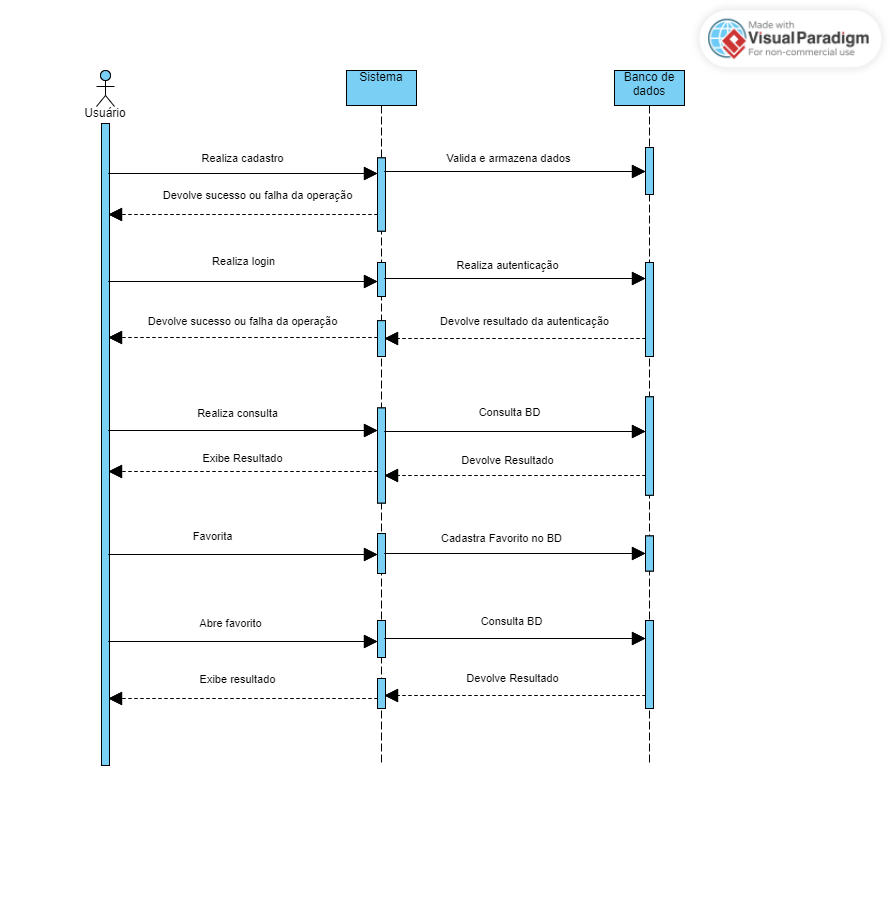 Made with
VisualParadigm
For non-commercial use
Usuário
Sistema
Banco de
dados
Realiza cadastro
Valida e armazena dados
Devolve sucesso ou falha da operação
Realiza login
Realiza autenticação
Devolve sucesso ou falha da operação
Devolve resultado da autenticação
Realiza consulta
Consulta BD
Exibe Resultado
Devolve Resultado
Favorita
Cadastra Favorito no BD
Abre favorito
Consulta BD
Exibe resultado
Devolve Resultado